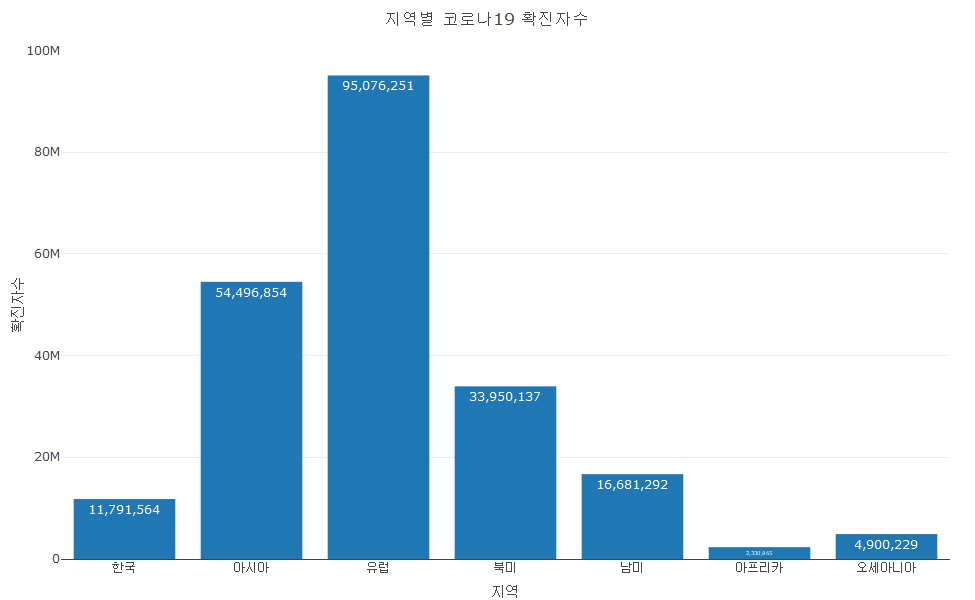 지역별 코로나19 확진자수
100M
80M
60M
40M
20M
0
확진자수
11,791,564
54,496,854
95,076,251
33,950,137
16,681,292
4,900,229
한국
아시아
유럽
북미
남미
아프리카
오세아니아
지역